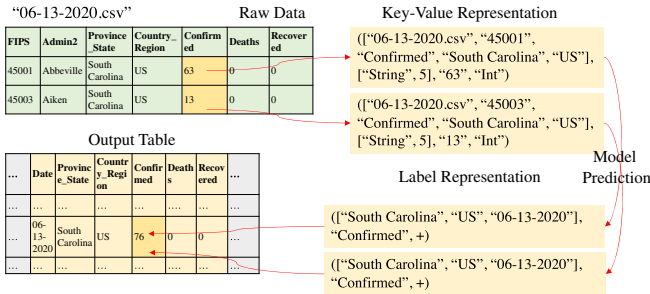 “06-13-2020.csv”
Raw Data
FIPS Admin2 Province_State Country_Region Confirmed Deaths Recovered
45001 Abbeville South Carolina US 63 0 0
45003 Aiken South Carolina US 13 0 0
Key-Value Representation
(["06-13-2020.csv", “45001”,
“Confirmed”, “South Carolina”, “US”],
[“String”, 5], “63”, “Int”)
(["06-13-2020.csv", “45003”,
“Confirmed”, “South Carolina”, “US”],
[“String”, 5], “13”, “Int”)
Model
Prediction
Output Table
... Date Province_State Country_Region Confirmed Deaths Recovered ...
... ... ... ... ... .... ... ...
... 06-13-2020 South Carolina US 76 0 0 ...
... ... ... ... ... .... ... ...
Label Representation
([“South Carolina”, “US”, “06-13-2020”],
“Confirmed”, +)
([“South Carolina”, “US”, “06-13-2020”],
“Confirmed”, +)